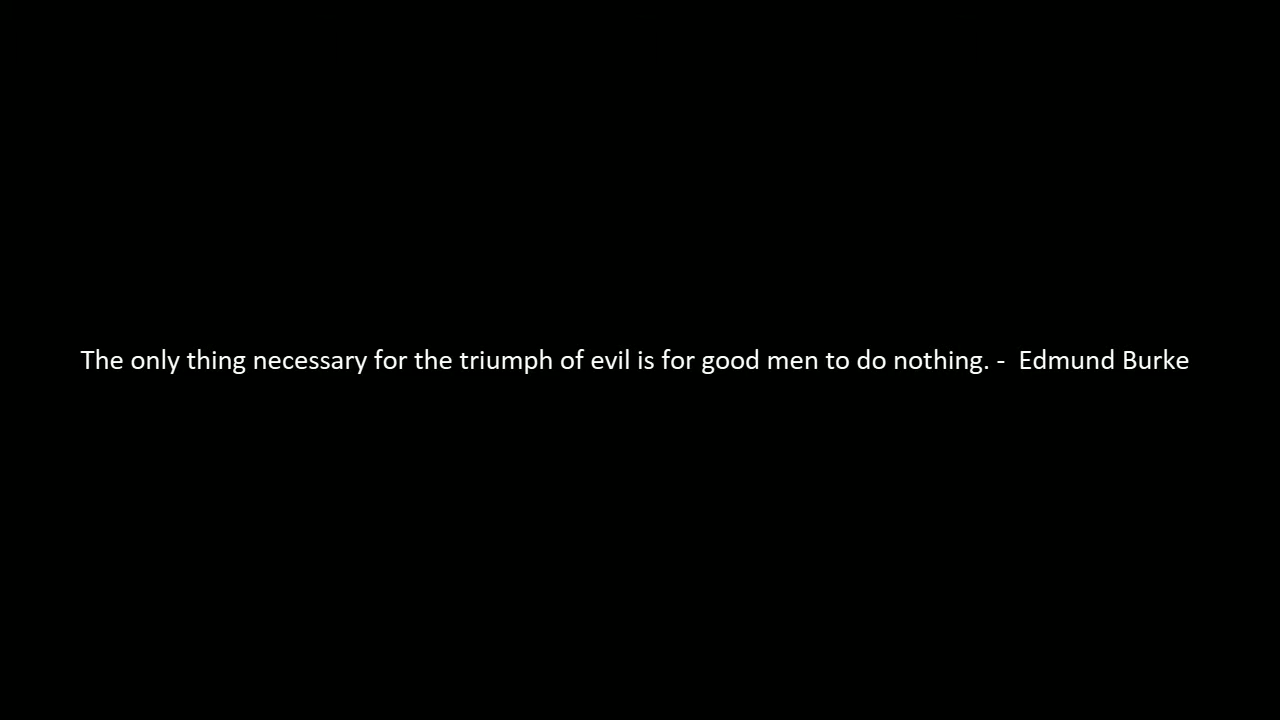 The only thing necessary for the triumph of evil is for good men to do nothing. -  Edmund Burke